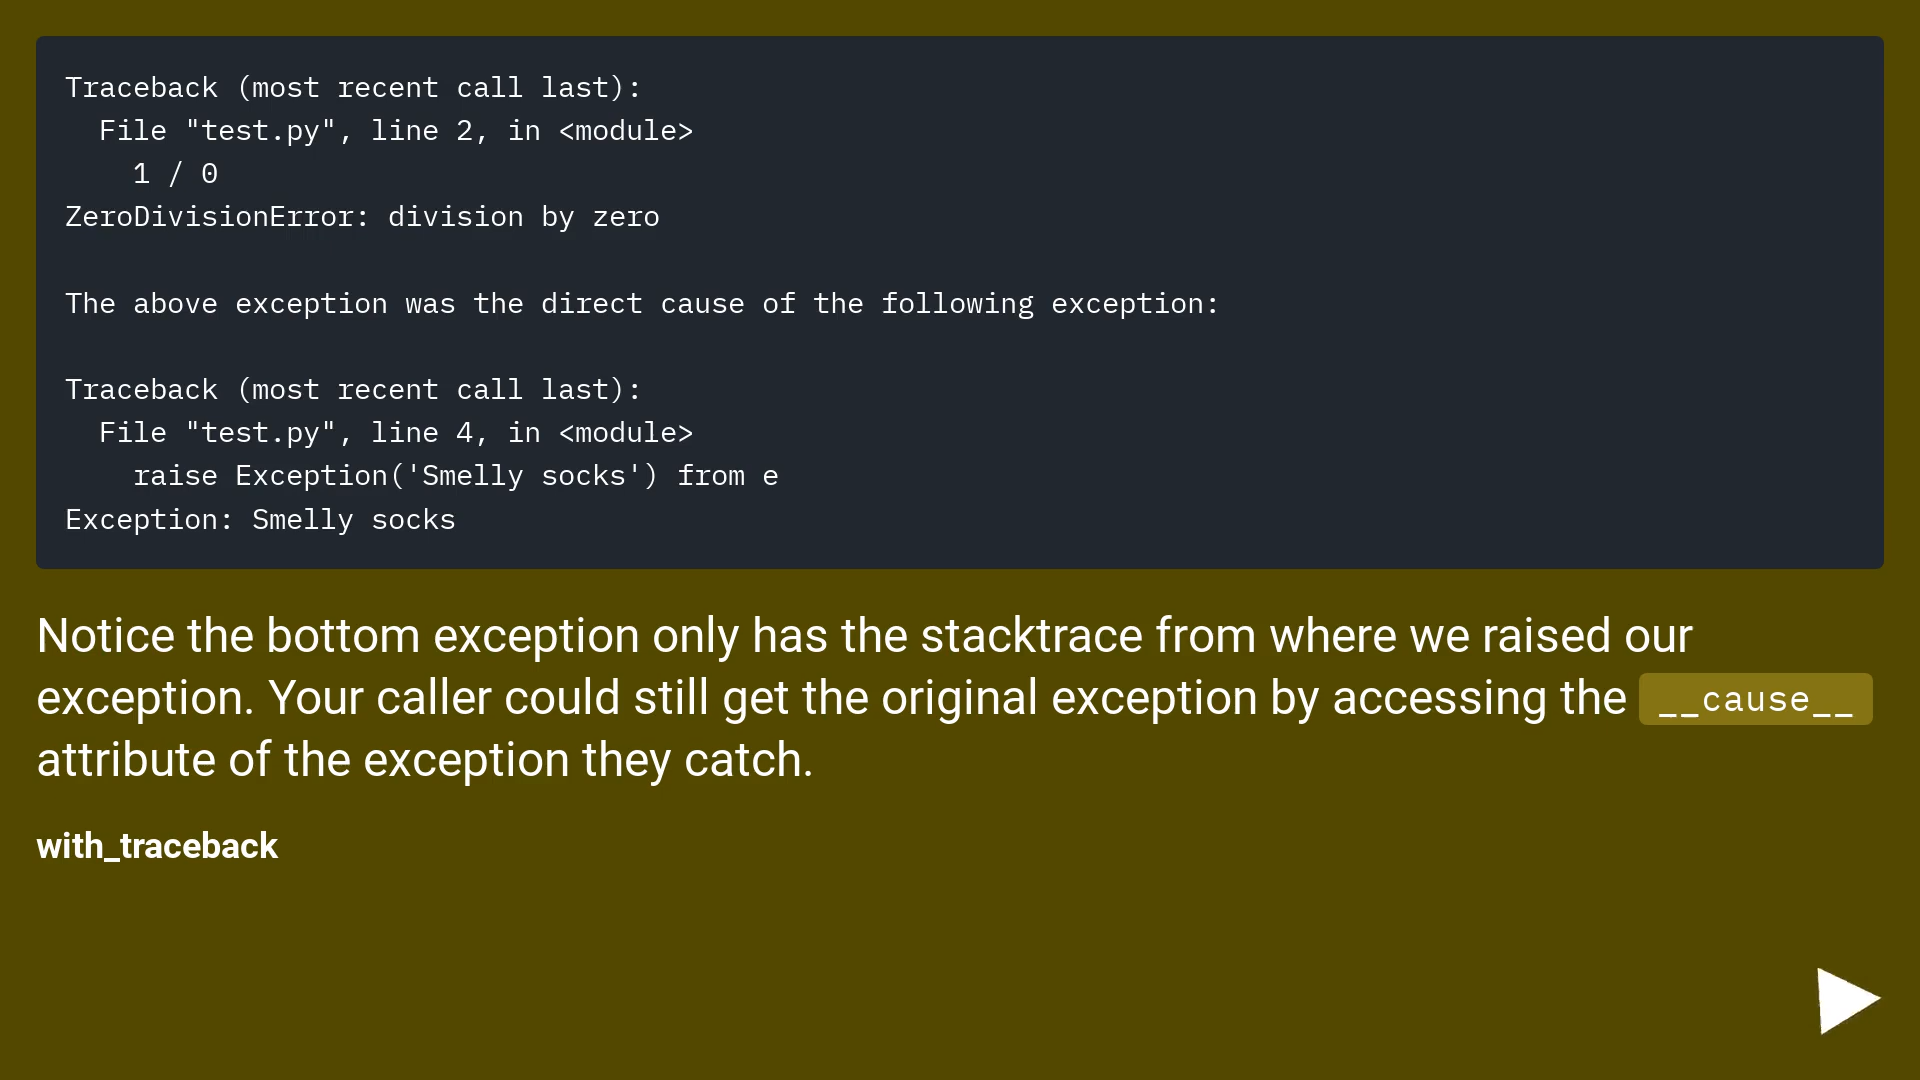 Traceback (most recent call last):
  File "test.py", line 2, in <module>
    1 / 0
ZeroDivisionError: division by zero

The above exception was the direct cause of the following exception:

Traceback (most recent call last):
  File "test.py", line 4, in <module>
    raise Exception('Smelly socks') from e
Exception: Smelly socks
Notice the bottom exception only has the stacktrace from where we raised our
exception. Your caller could still get the original exception by accessing the __cause__
attribute of the exception they catch.
with_traceback